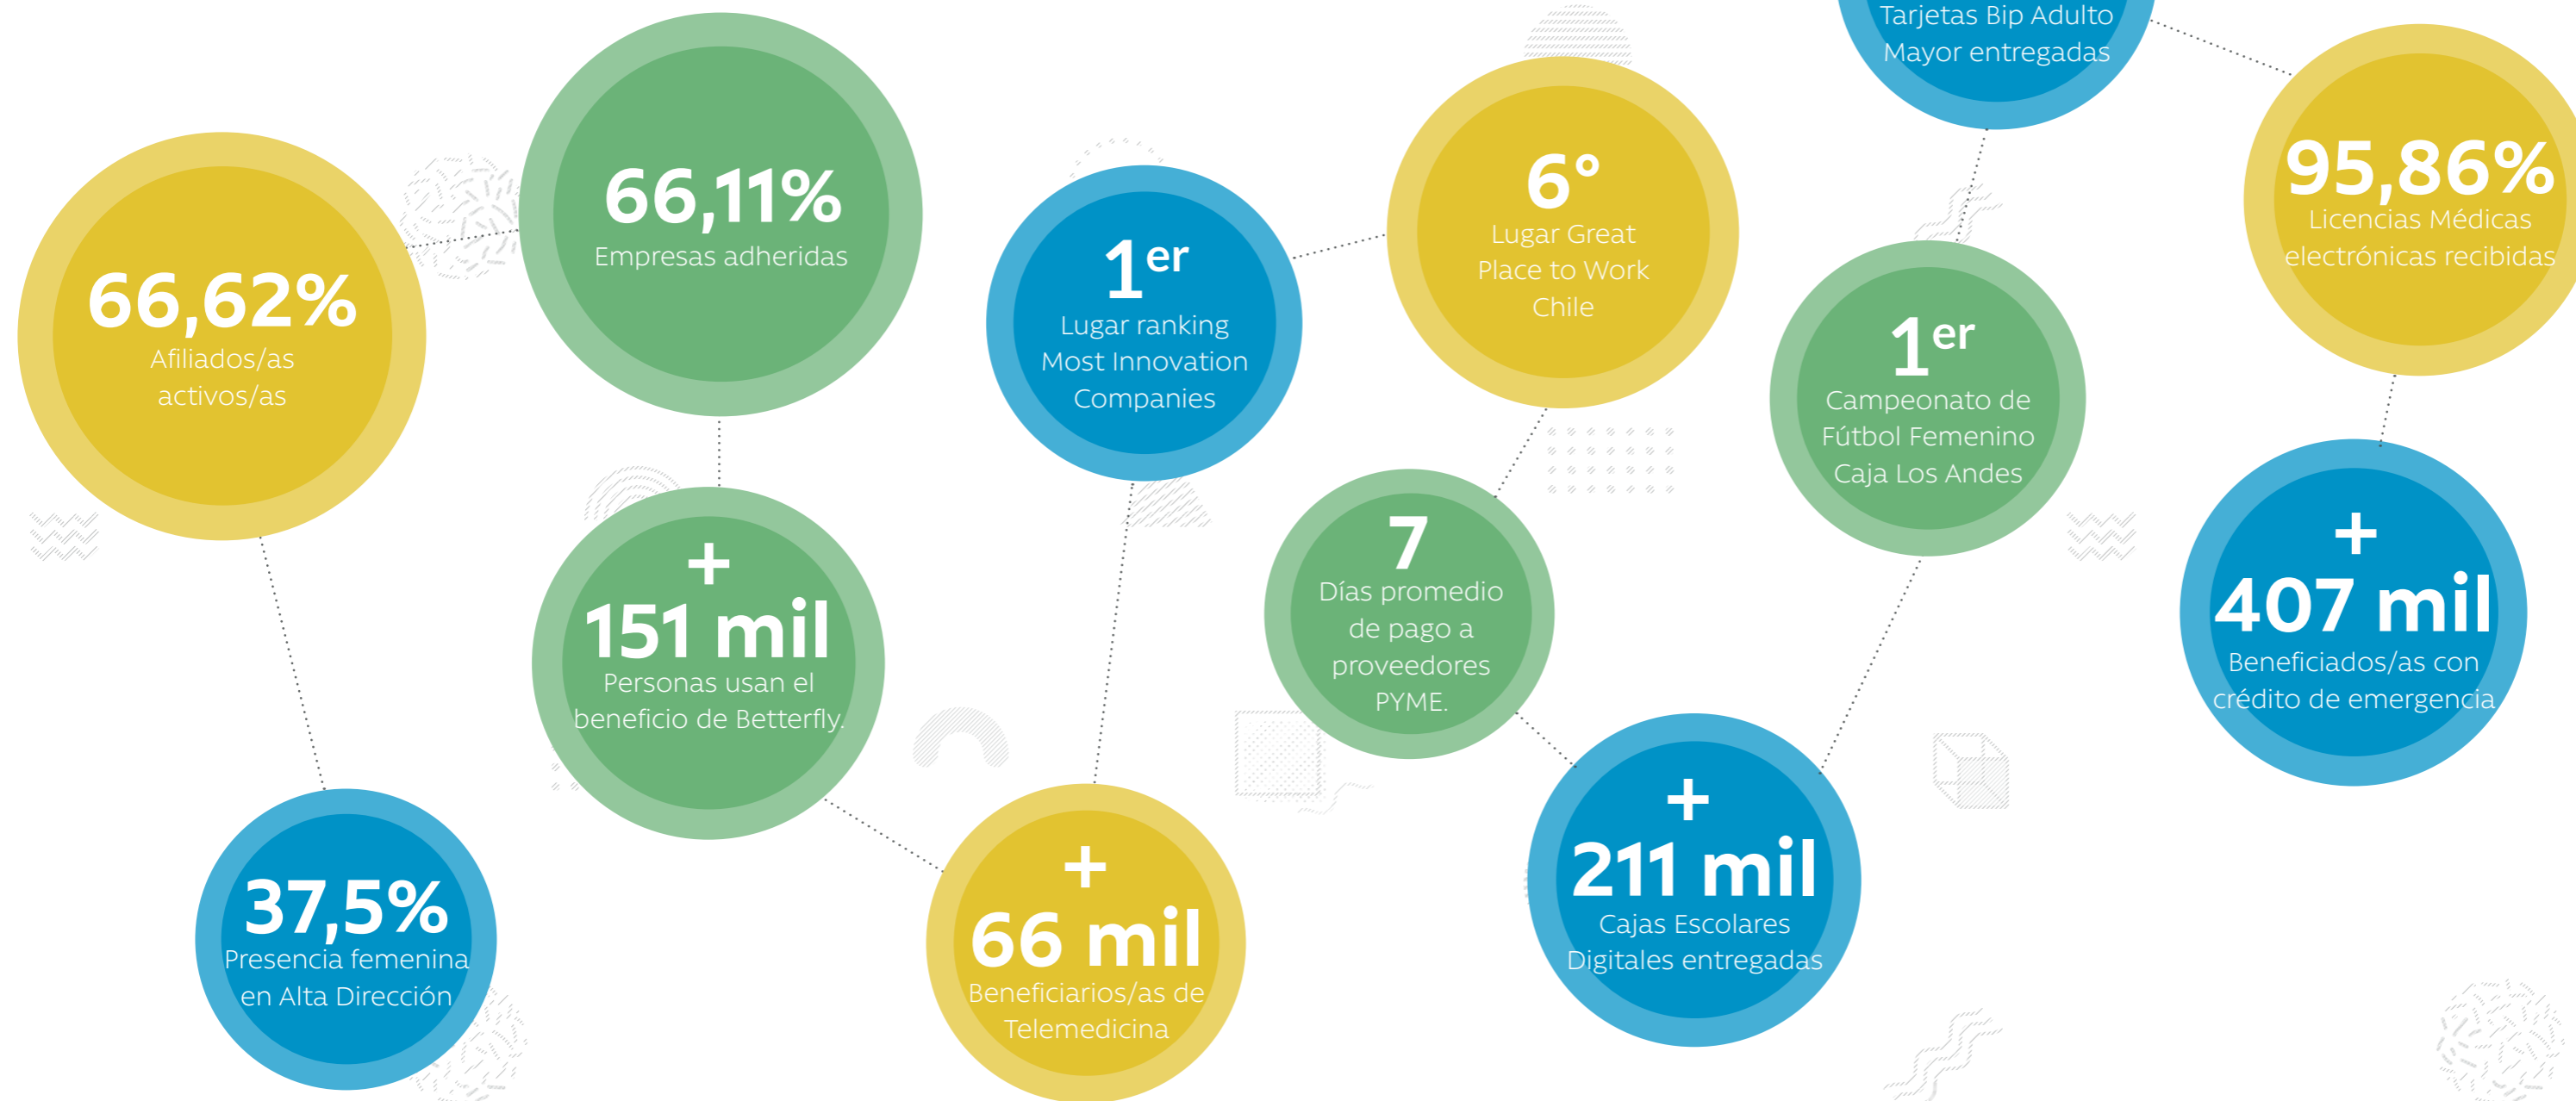 66,62%
Afiliados/as
activos/as
37,5%
Presencia femenina
en Alta Dirección
66,11%
Empresas adheridas
+
151 mil
Personas usan el
beneficio de Betterfly.
+
66 mil
Beneficiarios/as de
Telemedicina
1er
Lugar ranking
Most Innovation
Companies
6°
Lugar Great
Place to Work
Chile
7
Días promedio
de pago a
proveedores
PYME.
+
211 mil
Cajas Escolares
Digitales entregadas
1er
Campeonato de
Fútbol Femenino
Caja Los Andes
Tarjetas Bip Adulto
Mayor entregadas
95,86%
Licencias Médicas
electrónicas recibidas
+
407 mil
Beneficiados/as con
crédito de emergencia